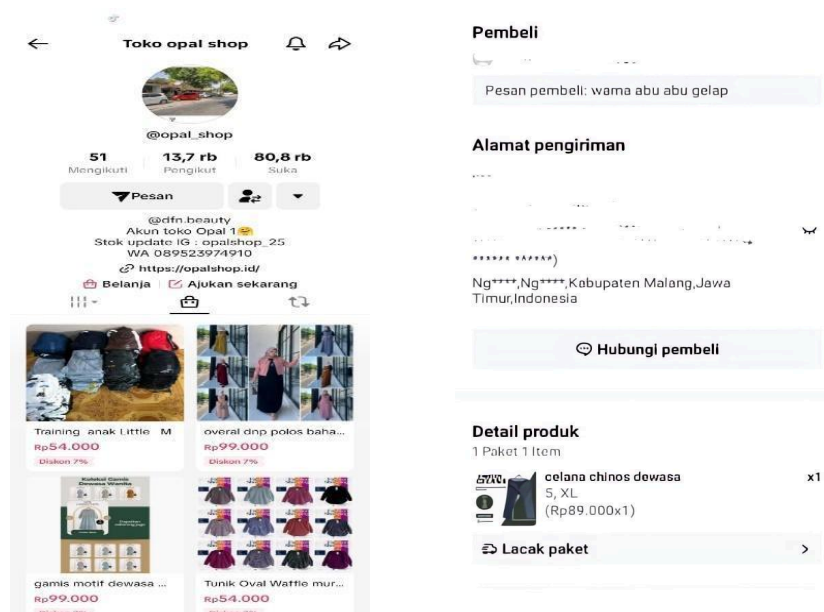 Toko opal shop
@opal_shop
51
Mengikuti
13,7 rb
Pengikut
80,8 rb
Suka
Pesan
@dfn.beauty
Akun toko Opal 1🤗
Stok update IG : opalshop_25
WA 089523974910
https://opalshop.id/
Belanja
Ajukan sekarang
Training anak Little M
Rp54.000
Diskon 7%
overal dnp polos baha...
Rp99.000
Diskon 7%
Koleksi Gamis
Dewasa Wanita
gamis motif dewasa ...
Rp99.000
Tunik Oval Waffle mur...
Rp54.000
Pembeli
Pesan pembeli: warna abu abu gelap
Alamat pengiriman
****** ******)
Ng****,Ng****,Kabupaten Malang,Jawa
Timur,Indonesia
Hubungi pembeli
Detail produk
1 Paket 1 Item
celana chinos dewasa
x1
S, XL
(Rp89.000x1)
Lacak paket